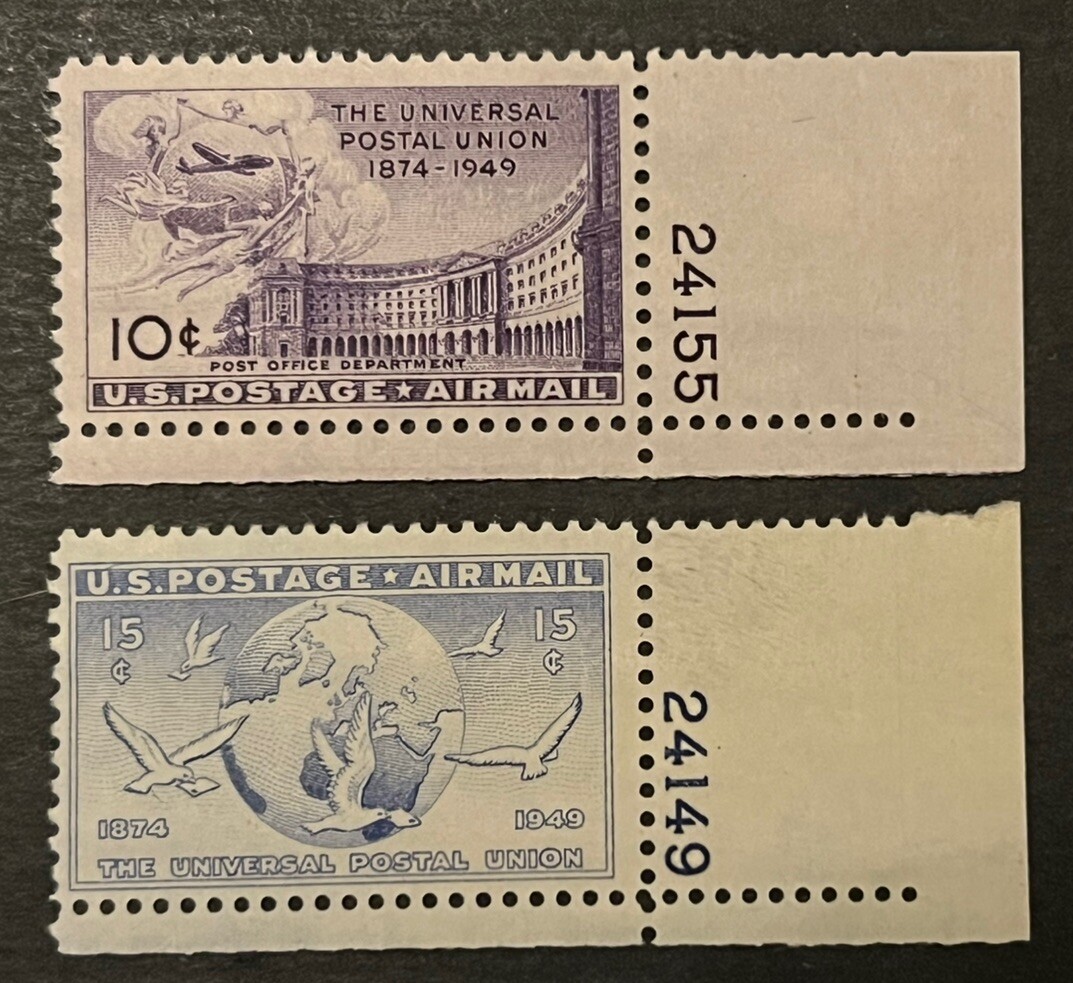 THE UNIVERSAL
POSTAL UNION
1874-1949
10¢
POST OFFICE DEPARTMENT
U.S.POSTAGE★AIR MAIL
24155
U.S.POSTAGE★AIR MAIL
15¢
15¢
1874
1949
THE UNIVERSAL POSTAL UNION
24149